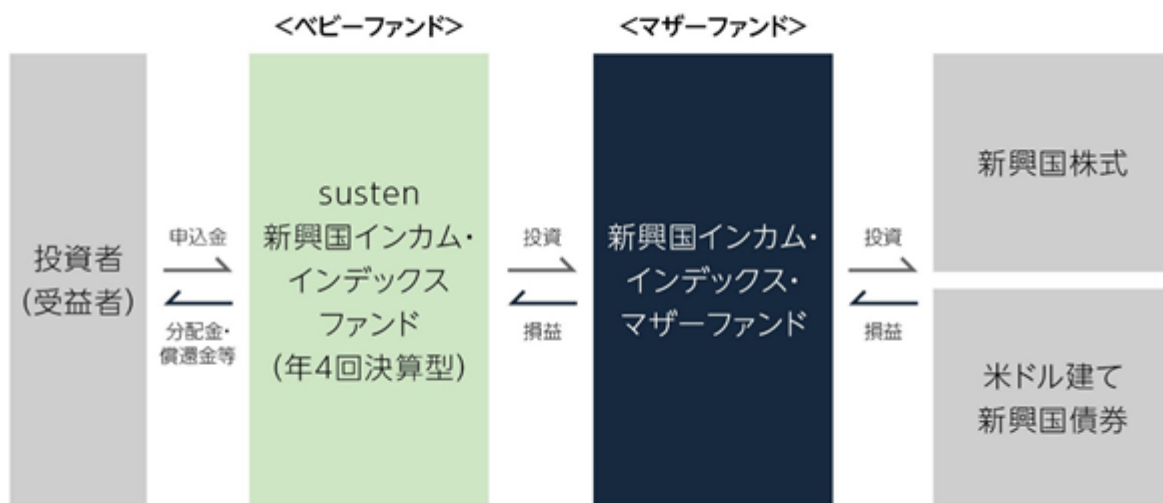 <ベビーファンド>
<マザーファンド>
投資者
(受益者)
申込金
分配金・
償還金等
susten
新興国インカム・
インデックス
ファンド
(年4回決算型)
投資
損益
新興国インカム・
インデックス・
マザーファンド
投資
損益
新興国株式
米ドル建て
新興国債券